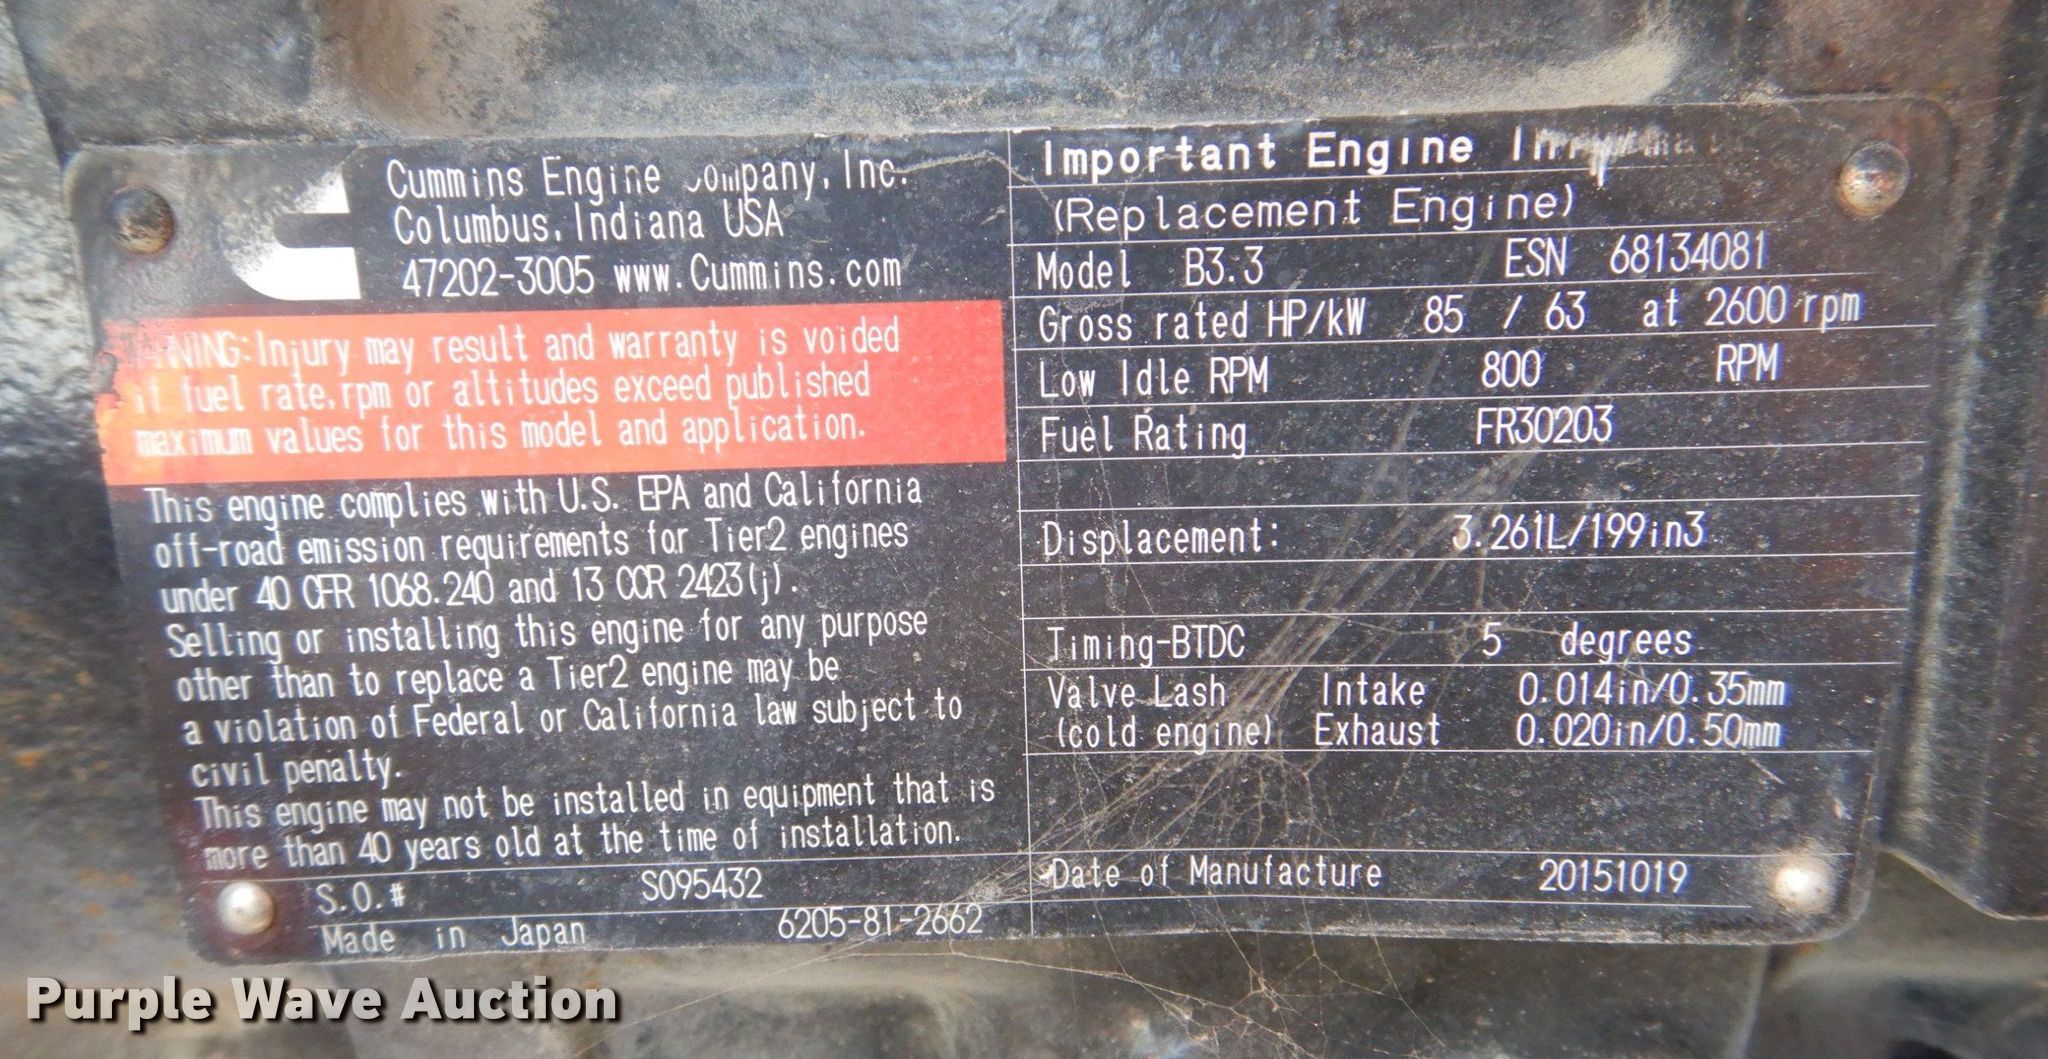 Cummins Engine Company, Inc.
Columbus, Indiana USA
47202-3005 www.Cummins.com
WARNING: Injury may result and warranty is voided
if fuel rate, rpm or altitudes exceed published
maximum values for this model and application.
This engine complies with U.S. EPA and California
off-road emission requirements for Tier2 engines
under 40 CFR 1068.240 and 13 CCR 2423(j).
Selling or installing this engine for any purpose
other than to replace a Tier2 engine may be
a violation of Federal or California law subject to
civil penalty.
This engine may not be installed in equipment that is
more than 40 years old at the time of installation.
S.O.# S095432
Made in Japan 6205-81-2662
Important Engine
(Replacement Engine)
Model B3.3 ESN 68134081
Gross rated HP/kW 85 / 63 at 2600 rpm
Low Idle RPM 800 RPM
Fuel Rating FR30203
Displacement: 3.261L/199in3
Timing-BTDC 5 degrees
Valve Lash Intake 0.014in/0.35mm
(cold engine) Exhaust 0.020in/0.50mm
Date of Manufacture 20151019
Purple Wave Auction